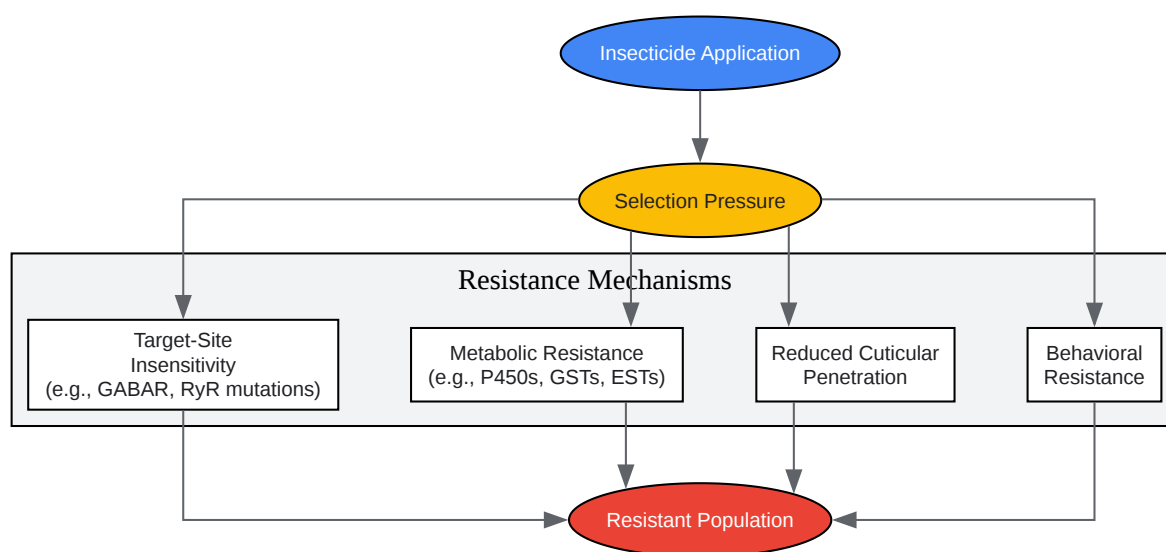 Insecticide Application
Selection Pressure
Resistance Mechanisms
Target-Site
Insensitivity
(e.g., GABAR, RyR mutations)
Metabolic Resistance
(e.g., P450s, GSTs, ESTs)
Reduced Cuticular
Penetration
Behavioral
Resistance
Resistant Population